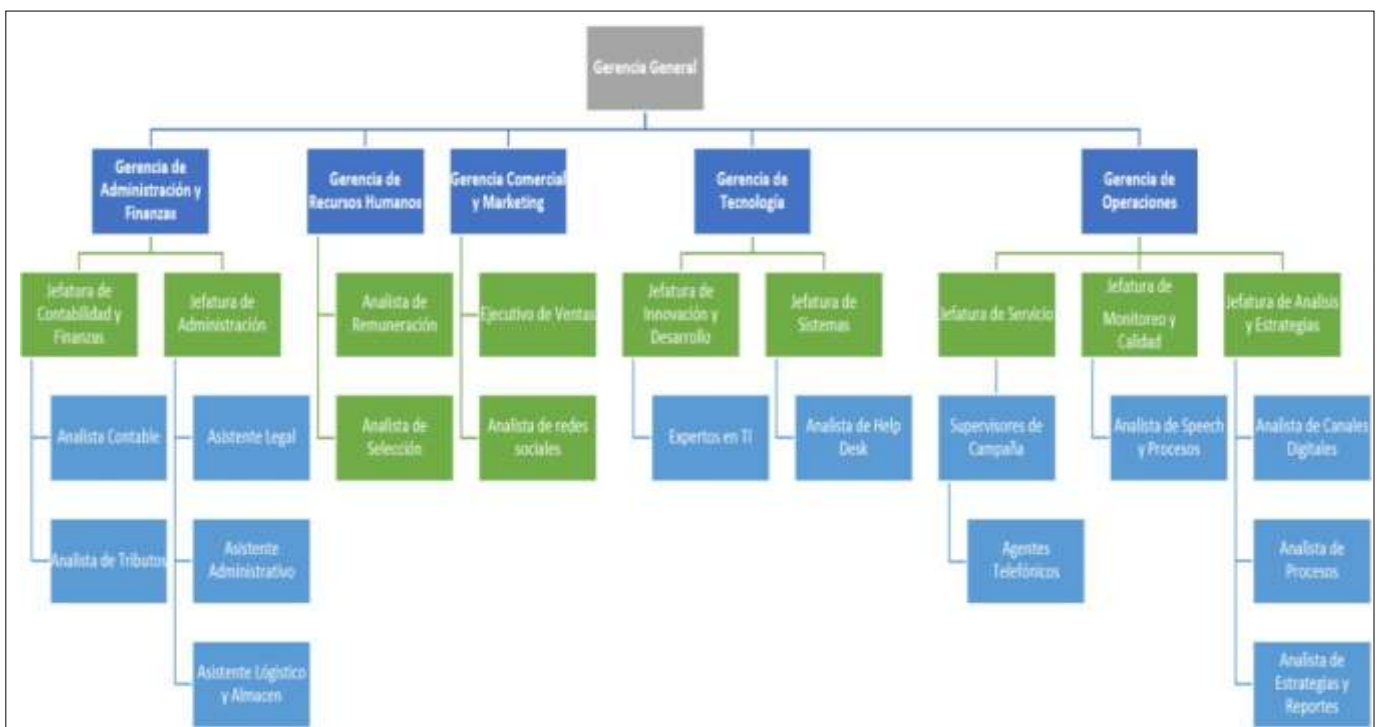 Gerencia General
Gerencia de
Administración y
Finanzas
Gerencia de
Recursos Humanos
Gerencia Comercial
y Marketing
Gerencia de
Tecnología
Gerencia de
Operaciones
Jefatura de
Contabilidad y
Finanzas
Jefatura de
Administración
Analista de
Remuneración
Ejecutivo de Ventas
Jefatura de
Innovación y
Desarrollo
Jefatura de
Sistemas
Jefatura de Servicio
Jefatura de
Monitoreo y
Calidad
Jefatura de Analisis
y Estrategias
Analista Contable
Asistente Legal
Analista de
Selección
Analista de redes
sociales
Expertos en TI
Analista de Help
Desk
Supervisores de
Campaña
Analista de Speech
y Procesos
Analista de Canales
Digitales
Analista de Tributos
Asistente
Administrativo
Agentes
Telefónicos
Analista de
Procesos
Asistente Lógistico
y Almacen
Analista de
Estrategias y
Reportes